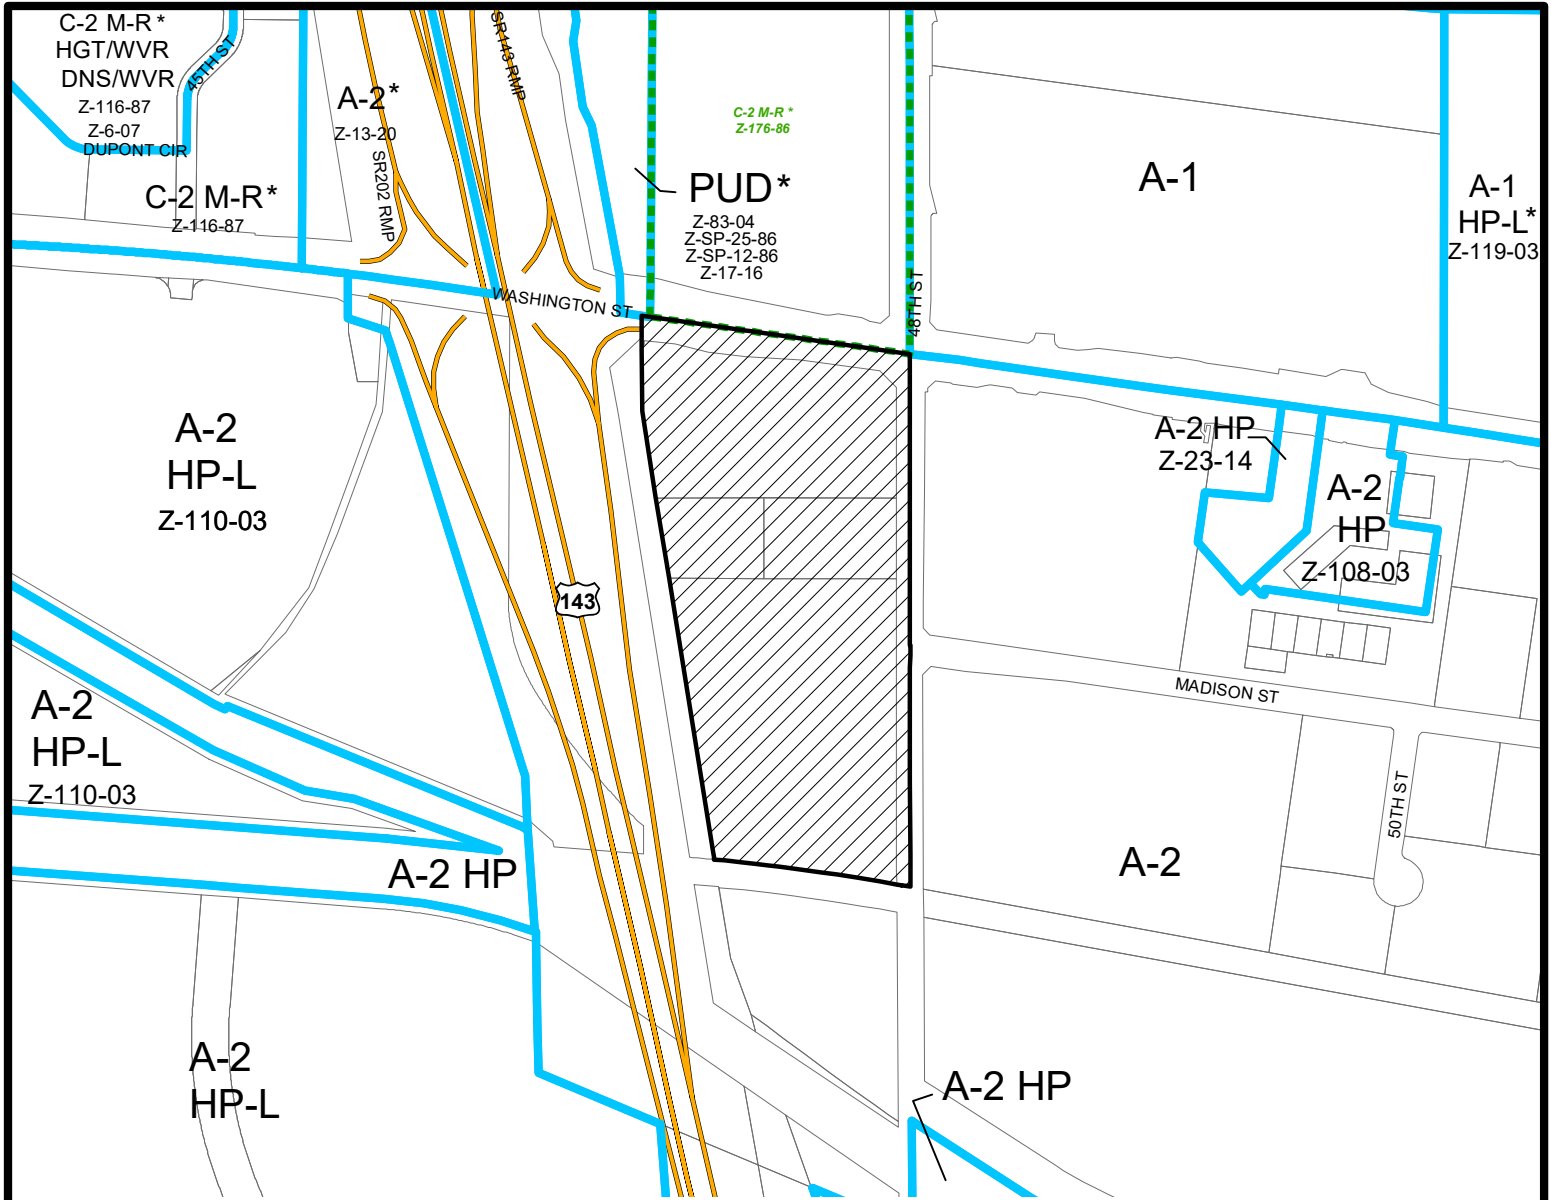 C-2 M-R *
HGT/WVR
DNS/WVR
Z-116-87
Z-6-07
DUPONT CIR
45TH ST
C-2 M-R *
Z-116-87
A-2 *
Z-13-20
SR202 RMP
SR143 RMP
C-2 M-R *
Z-176-86
PUD *
Z-83-04
Z-SP-25-86
Z-SP-12-86
Z-17-16
A-1
A-1
HP-L *
Z-119-03
WASHINGTON ST
48TH ST
A-2
HP-L
Z-110-03
A-2 HP
Z-23-14
A-2
HP
Z-108-03
143
A-2
HP-L
Z-110-03
MADISON ST
50TH ST
A-2 HP
A-2
A-2
HP-L
A-2 HP